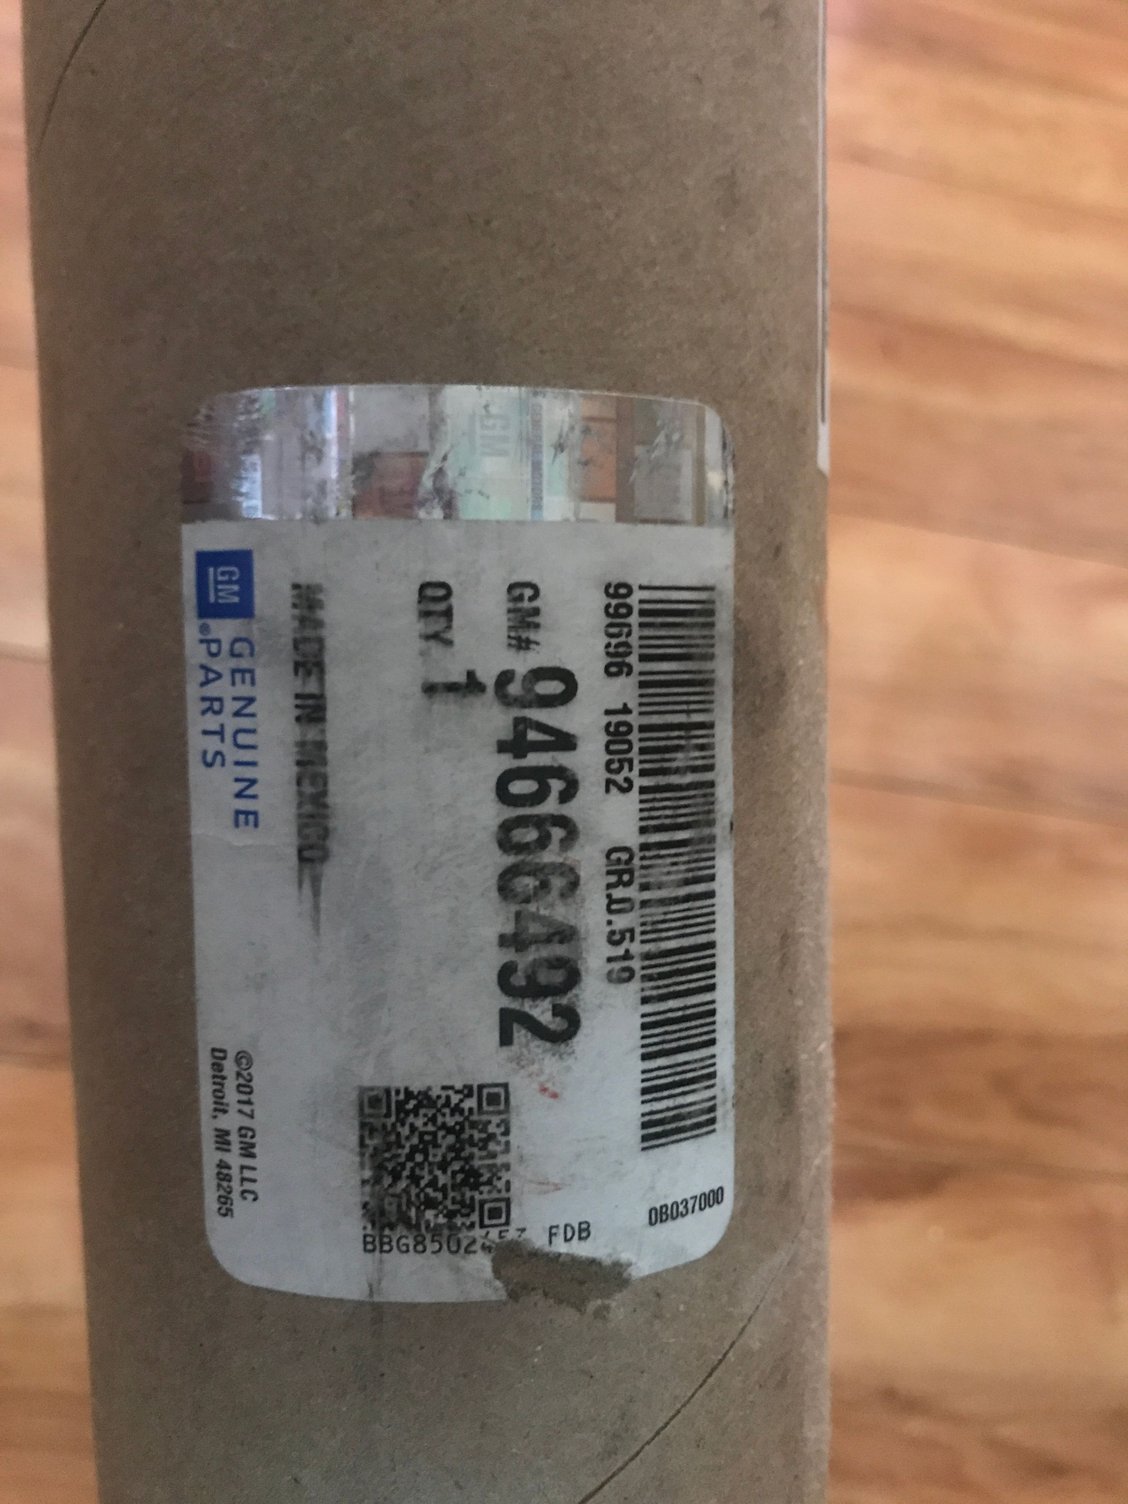 99696 19052 GR.0.519
GM# 94666492
QTY. 1
MADE IN MEXICO
GM GENUINE
PARTS
©2017 GM LLC
Detroit, MI 48265
FDB
0B037000
GM